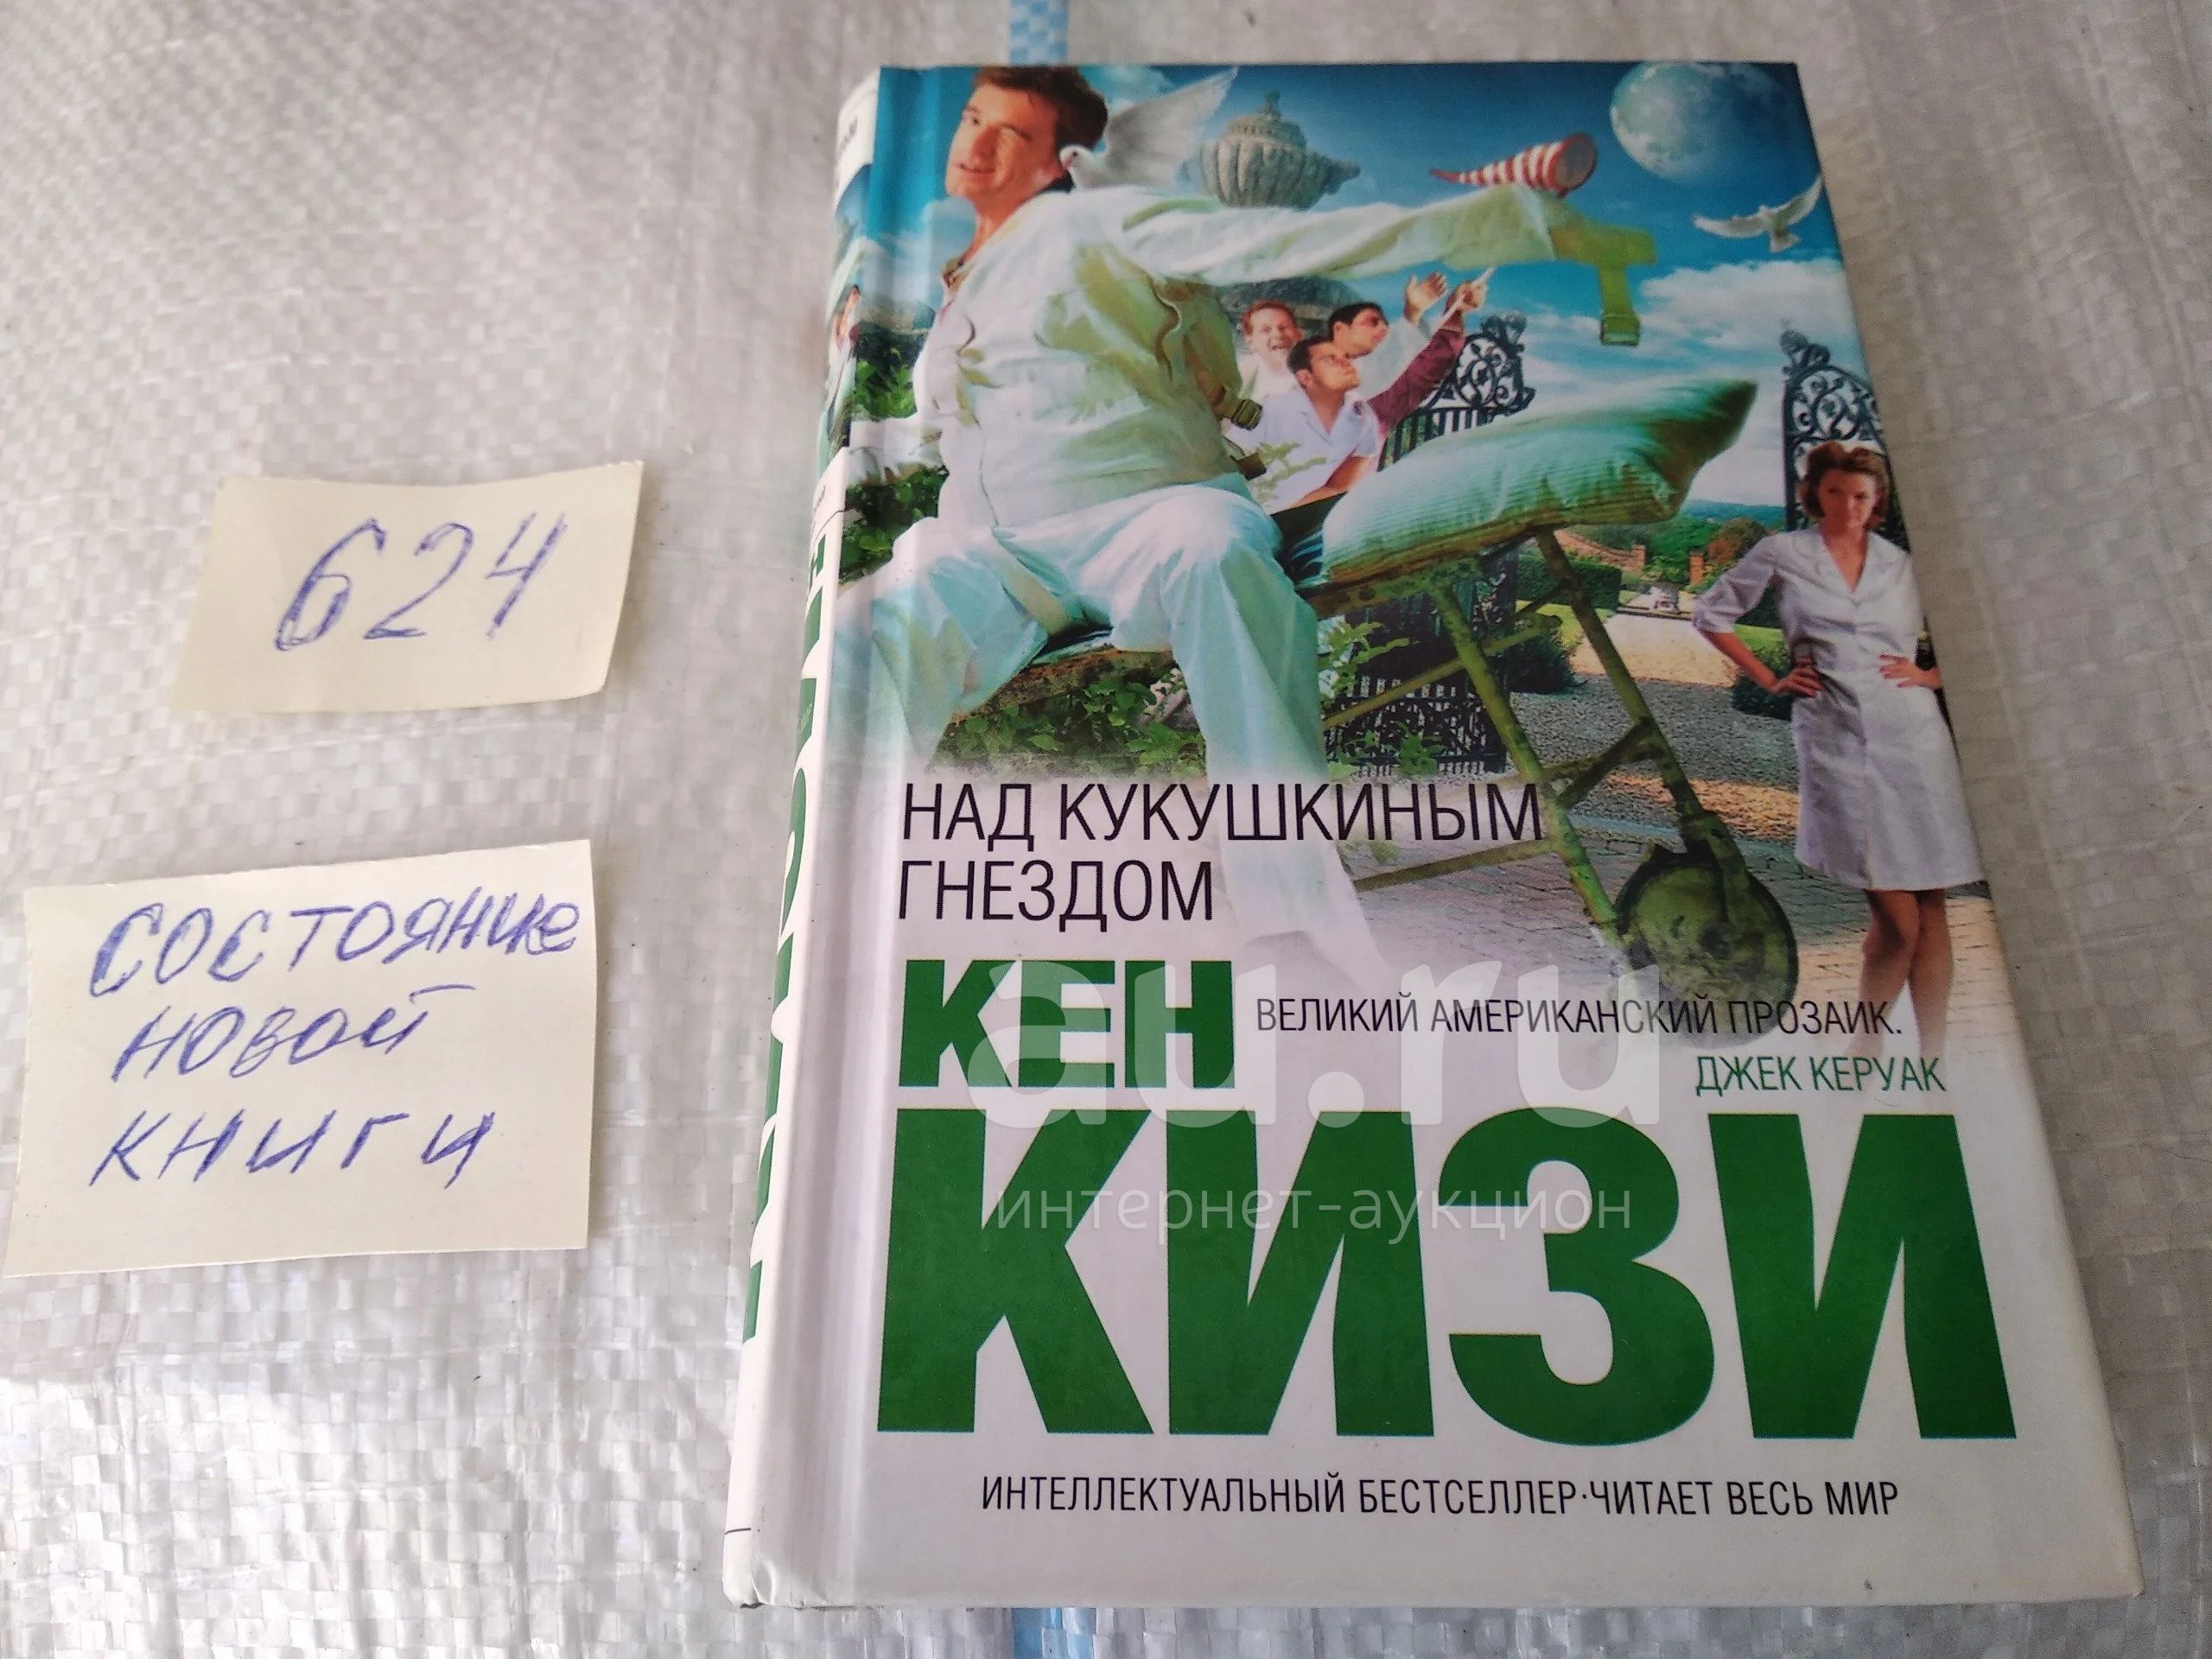 624
СОСТОЯНИЕ
НОВОЙ
КНИГИ
НАД КУКУШКИНЫМ
ГНЕЗДОМ
КЕН
ВЕЛИКИЙ АМЕРИКАНСКИЙ ПРОЗАИК.
ДЖЕК КЕРУАК
КИЗИ
ИНТЕЛЛЕКТУАЛЬНЫЙ БЕСТСЕЛЛЕР·ЧИТАЕТ ВЕСЬ МИР
au.ru
интернет-аукцион